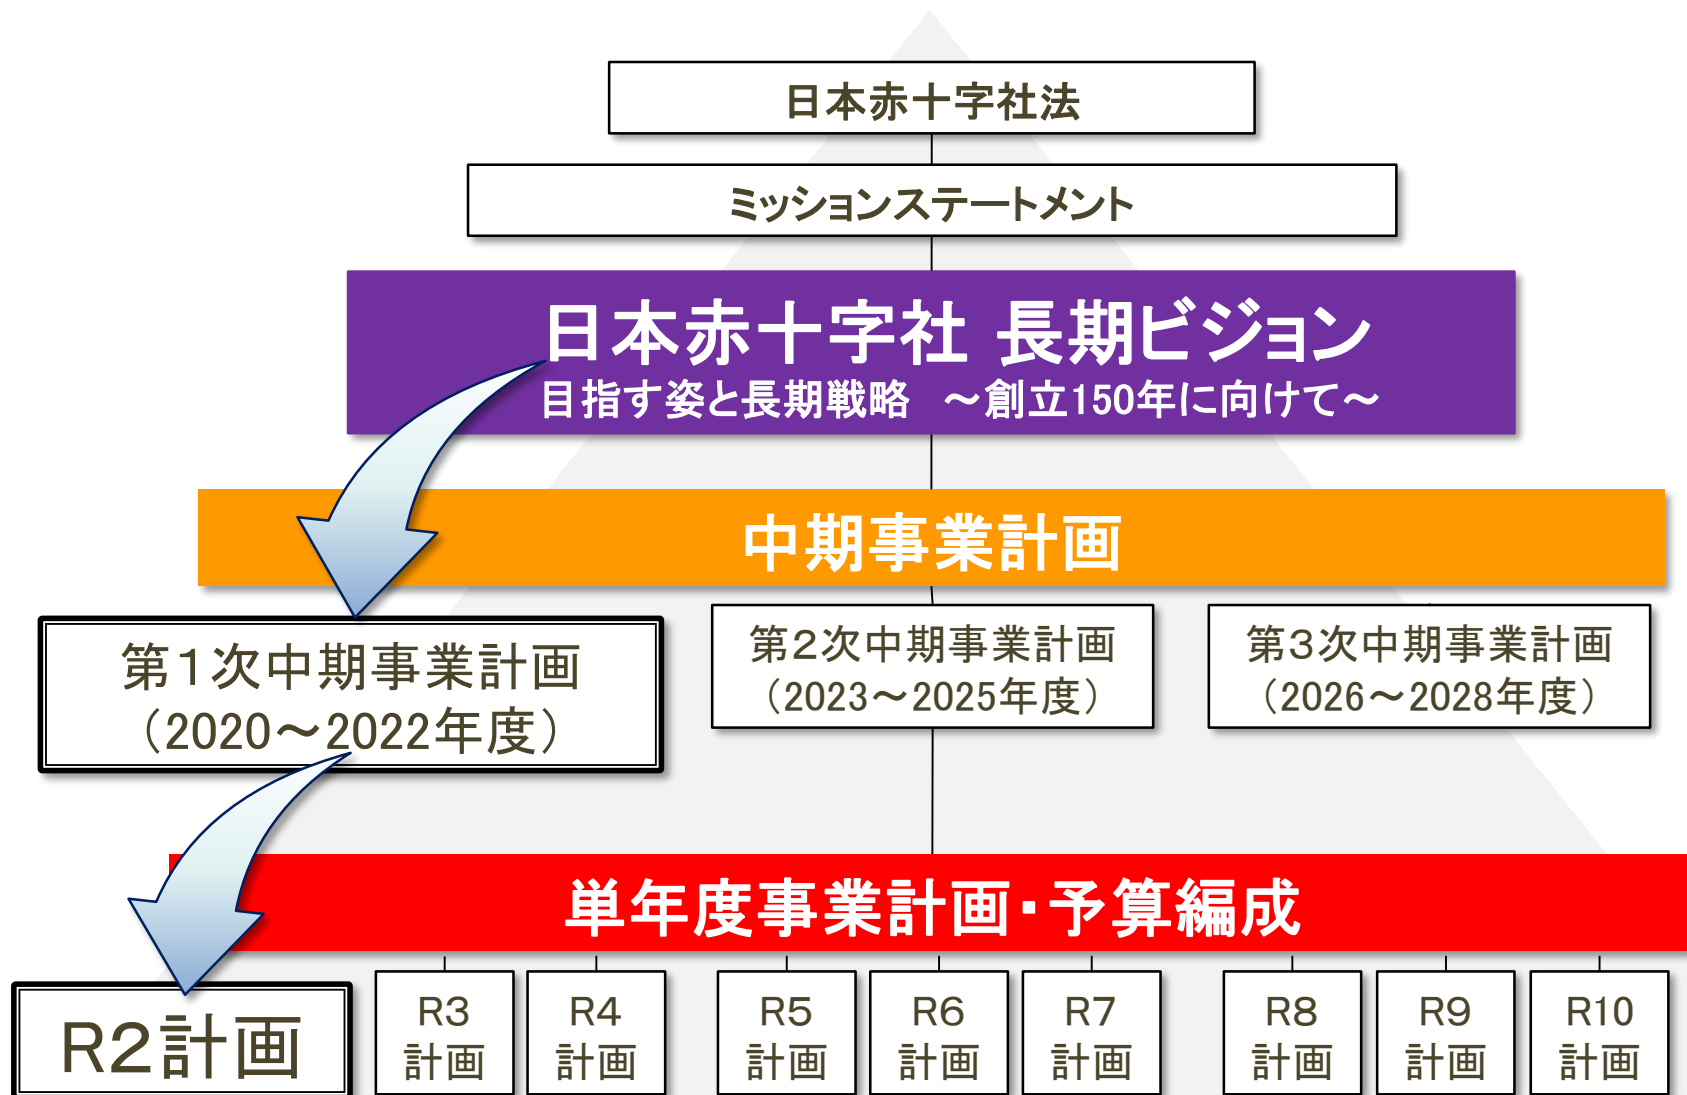 日本赤十字社法
ミッションステートメント
日本赤十字社 長期ビジョン
目指す姿と長期戦略　～創立150年に向けて～
中期事業計画
第１次中期事業計画
（2020～2022年度）
第２次中期事業計画
（2023～2025年度）
第３次中期事業計画
（2026～2028年度）
単年度事業計画・予算編成
R2計画
R3
計画
R4
計画
R5
計画
R6
計画
R7
計画
R8
計画
R9
計画
R10
計画